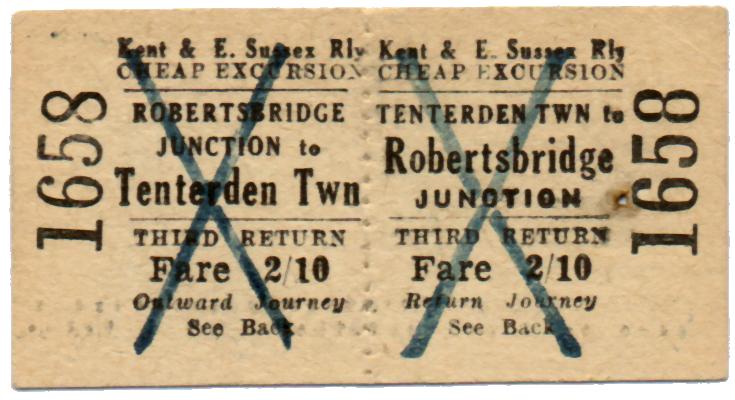 1658
Kent & E. Sussex Rly
CHEAP EXCURSION
ROBERTSBRIDGE
JUNCTION to
Tenterden Twn
THIRD RETURN
Fare 2/10
Outward Journey
See Back
Kent & E. Sussex Rly
CHEAP EXCURSION
TENTERDEN TWN to
Robertsbridge
JUNCTION
THIRD RETURN
Fare 2/10
Return Journey
See Back
1658